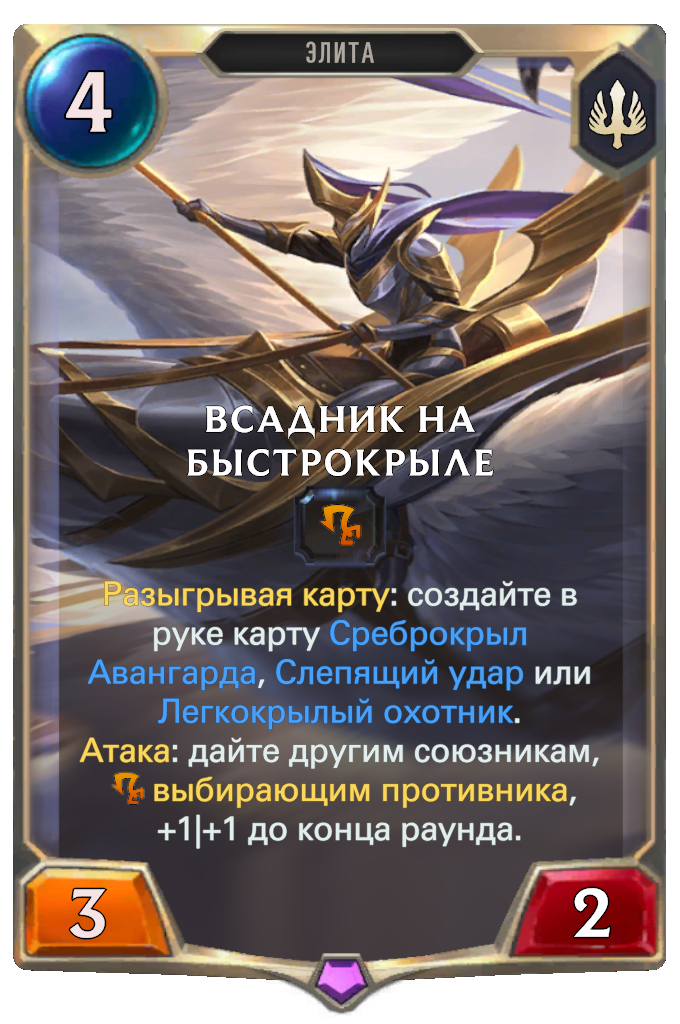 ЭЛИТА
4
ВСАДНИК НА
БЫСТРОКРЫЛЕ
Разыгрывая карту: создайте в
руке карту Среброкрыл
Авангарда, Слепящий удар или
Легкокрылый охотник.
Атака: дайте другим союзникам,
выбирающим противника,
+1|+1 до конца раунда.
3
2